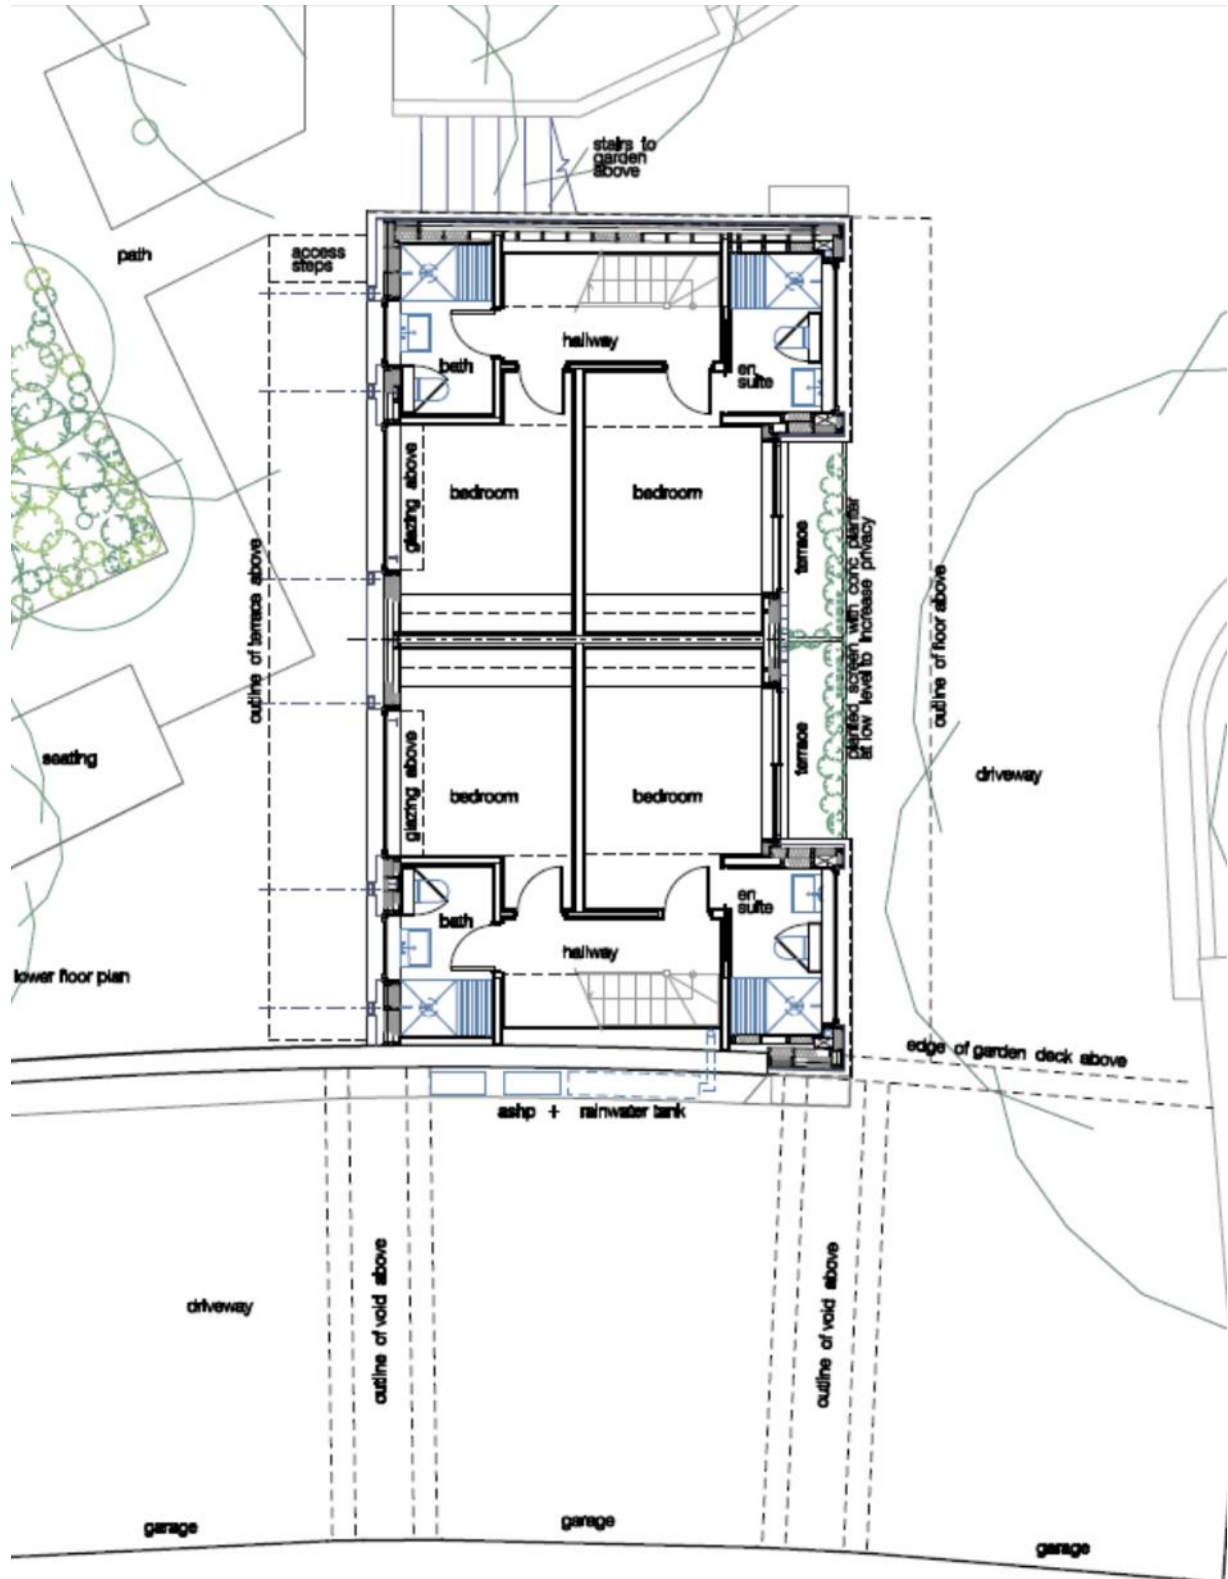 stairs to
garden
above
path
access
steps
hallway
bath
en
suite
glazing above
bedroom
bedroom
terrace
planted screen with conc planter
at low level to increase privacy
outline of terrace above
outline of floor above
seating
glazing above
bedroom
bedroom
terrace
driveway
bath
en
suite
hallway
lower floor plan
edge of garden deck above
ashp + rainwater tank
driveway
outline of void above
outline of void above
garage
garage
garage